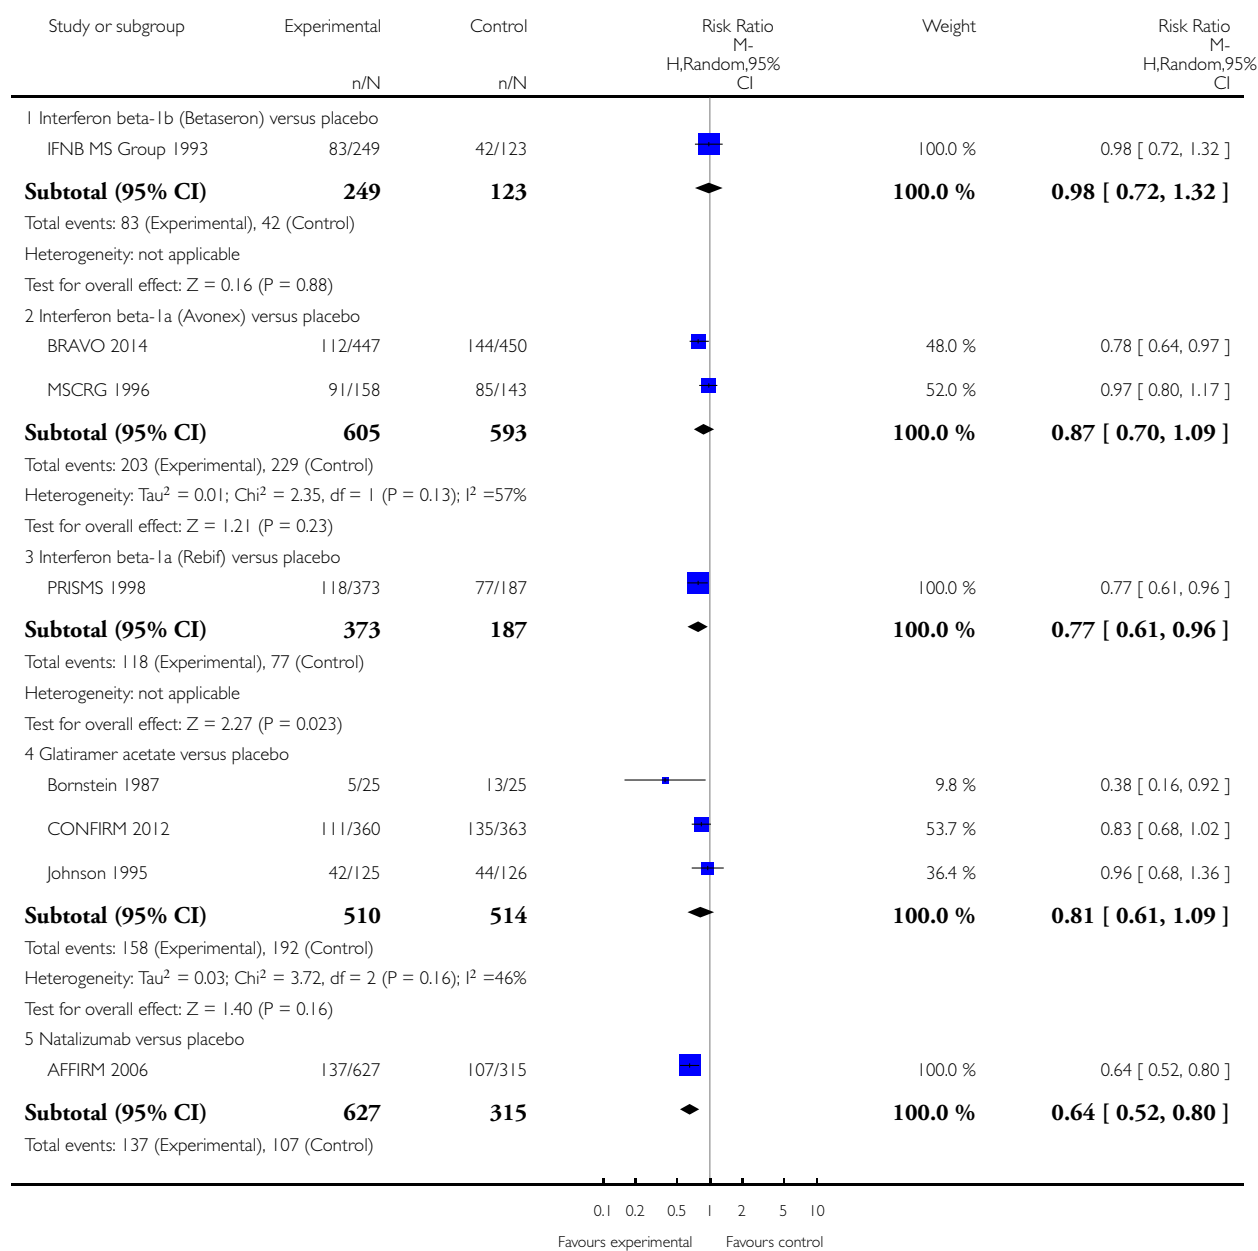 Study or subgroup Experimental Control Risk Ratio Weight Risk Ratio
M- M-
H,Random,95% H,Random,95%
n/N n/N CI CI
1 Interferon beta-1b (Betaseron) versus placebo
IFNB MS Group 1993 83/249 42/123 100.0 % 0.98 [ 0.72, 1.32 ]
Subtotal (95% CI) 249 123 100.0 % 0.98 [ 0.72, 1.32 ]
Total events: 83 (Experimental), 42 (Control)
Heterogeneity: not applicable
Test for overall effect: Z = 0.16 (P = 0.88)
2 Interferon beta-1a (Avonex) versus placebo
BRAVO 2014 112/447 144/450 48.0 % 0.78 [ 0.64, 0.97 ]
MSCRG 1996 91/158 85/143 52.0 % 0.97 [ 0.80, 1.17 ]
Subtotal (95% CI) 605 593 100.0 % 0.87 [ 0.70, 1.09 ]
Total events: 203 (Experimental), 229 (Control)
Heterogeneity: Tau² = 0.01; Chi² = 2.35, df = 1 (P = 0.13); I² =57%
Test for overall effect: Z = 1.21 (P = 0.23)
3 Interferon beta-1a (Rebif) versus placebo
PRISMS 1998 118/373 77/187 100.0 % 0.77 [ 0.61, 0.96 ]
Subtotal (95% CI) 373 187 100.0 % 0.77 [ 0.61, 0.96 ]
Total events: 118 (Experimental), 77 (Control)
Heterogeneity: not applicable
Test for overall effect: Z = 2.27 (P = 0.023)
4 Glatiramer acetate versus placebo
Bornstein 1987 5/25 13/25 9.8 % 0.38 [ 0.16, 0.92 ]
CONFIRM 2012 111/360 135/363 53.7 % 0.83 [ 0.68, 1.02 ]
Johnson 1995 42/125 44/126 36.4 % 0.96 [ 0.68, 1.36 ]
Subtotal (95% CI) 510 514 100.0 % 0.81 [ 0.61, 1.09 ]
Total events: 158 (Experimental), 192 (Control)
Heterogeneity: Tau² = 0.03; Chi² = 3.72, df = 2 (P = 0.16); I² =46%
Test for overall effect: Z = 1.40 (P = 0.16)
5 Natalizumab versus placebo
AFFIRM 2006 137/627 107/315 100.0 % 0.64 [ 0.52, 0.80 ]
Subtotal (95% CI) 627 315 100.0 % 0.64 [ 0.52, 0.80 ]
Total events: 137 (Experimental), 107 (Control)
0.1 0.2 0.5 1 2 5 10
Favours experimental Favours control